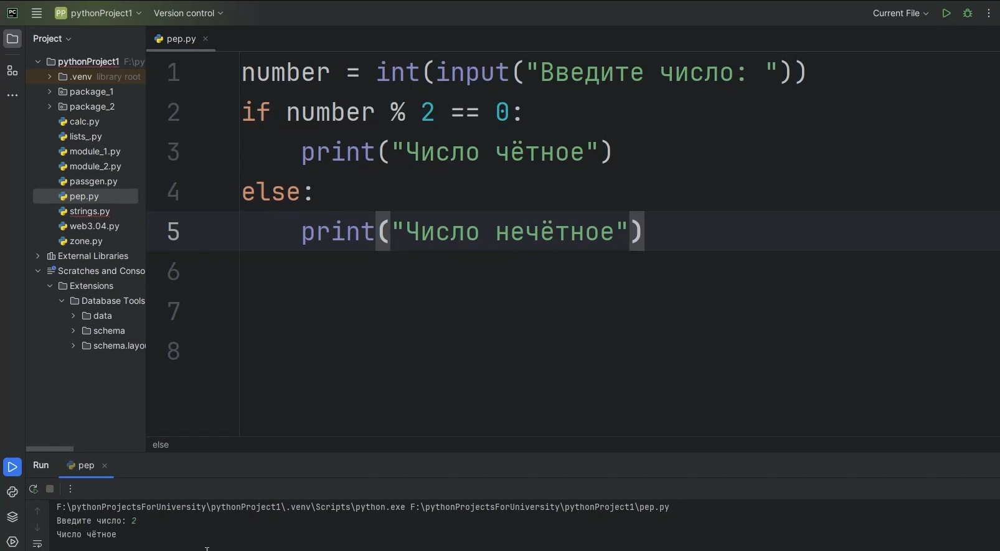 PC
PP pythonProject1 Version control Current File
Project
pep.py
pythonProject1 F:\py
.venv library root
package_1
package_2
calc.py
lists_.py
module_1.py
module_2.py
passgen.py
pep.py
strings.py
web3.04.py
zone.py
External Libraries
Scratches and Conso
Extensions
Database Tools
data
schema
schema.layou
1 number = int(input("Введите число: "))
2 if number % 2 == 0:
3 print("Число чётное")
4 else:
5 print("Число нечётное")
6
7
8
else
Run pep
F:\pythonProjectsForUniversity\pythonProject1\.venv\Scripts\python.exe F:\pythonProjectsForUniversity\pythonProject1\pep.py
Введите число: 2
Число чётное